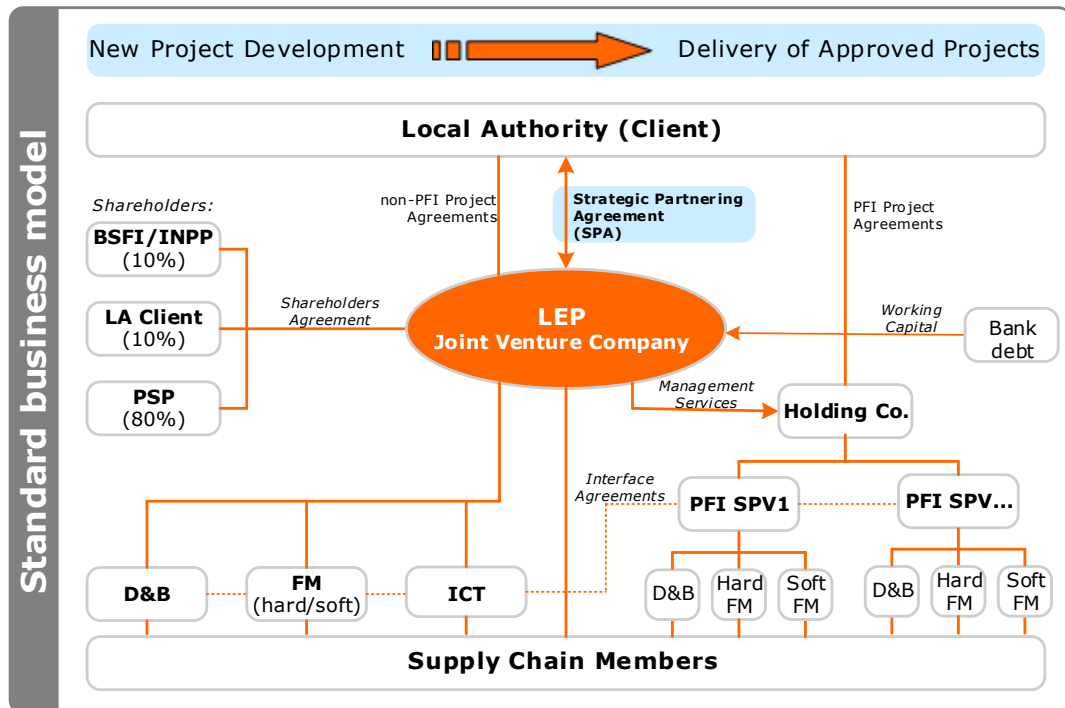 Standard business model
New Project Development
Delivery of Approved Projects
Local Authority (Client)
non-PFI Project
Agreements
Strategic Partnering
Agreement
(SPA)
PFI Project
Agreements
Shareholders:
BSFI/INPP
(10%)
LA Client
(10%)
PSP
(80%)
Shareholders
Agreement
LEP
Joint Venture Company
Working
Capital
Bank
debt
Management
Services
Holding Co.
Interface
Agreements
PFI SPV1
PFI SPV...
D&B
FM
(hard/soft)
ICT
D&B
Hard
FM
Soft
FM
D&B
Hard
FM
Soft
FM
Supply Chain Members